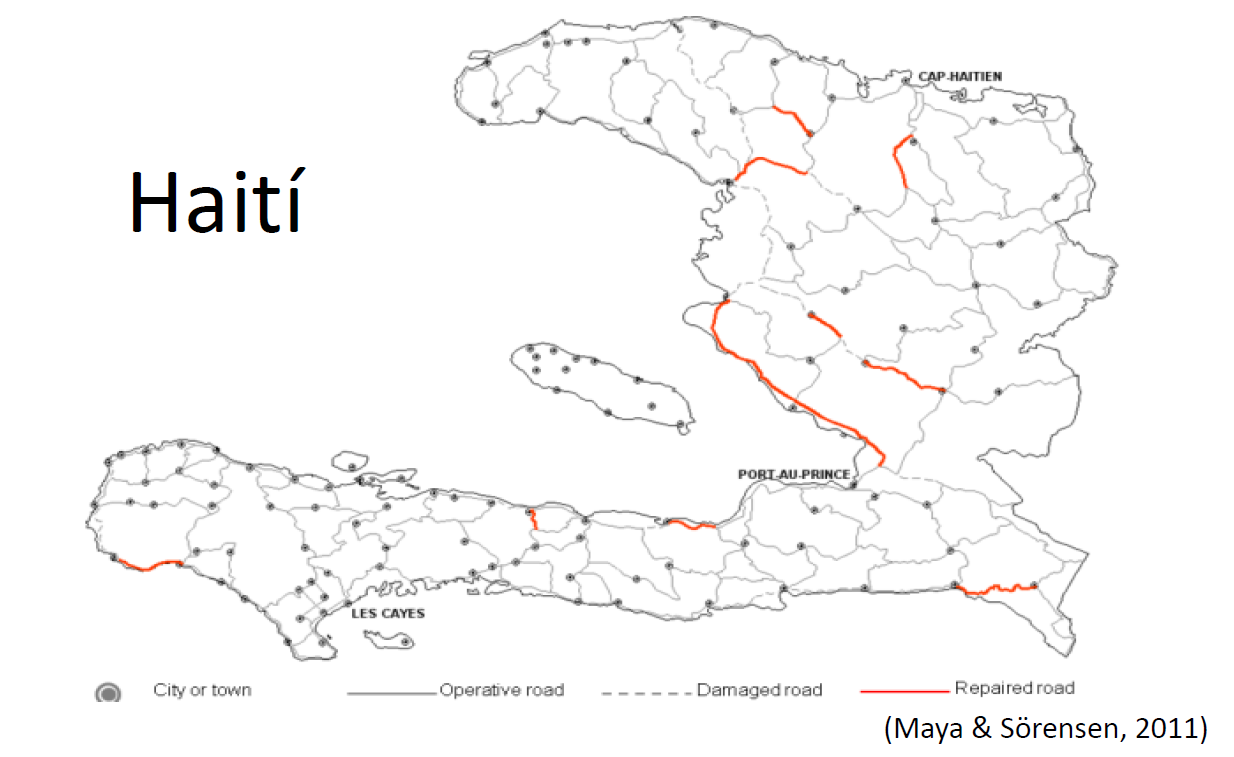 CAP-HAITIEN
Haití
PORT-AU-PRINCE
LES CAYES
City or town
Operative road
Damaged road
Repaired road
(Maya & Sörensen, 2011)